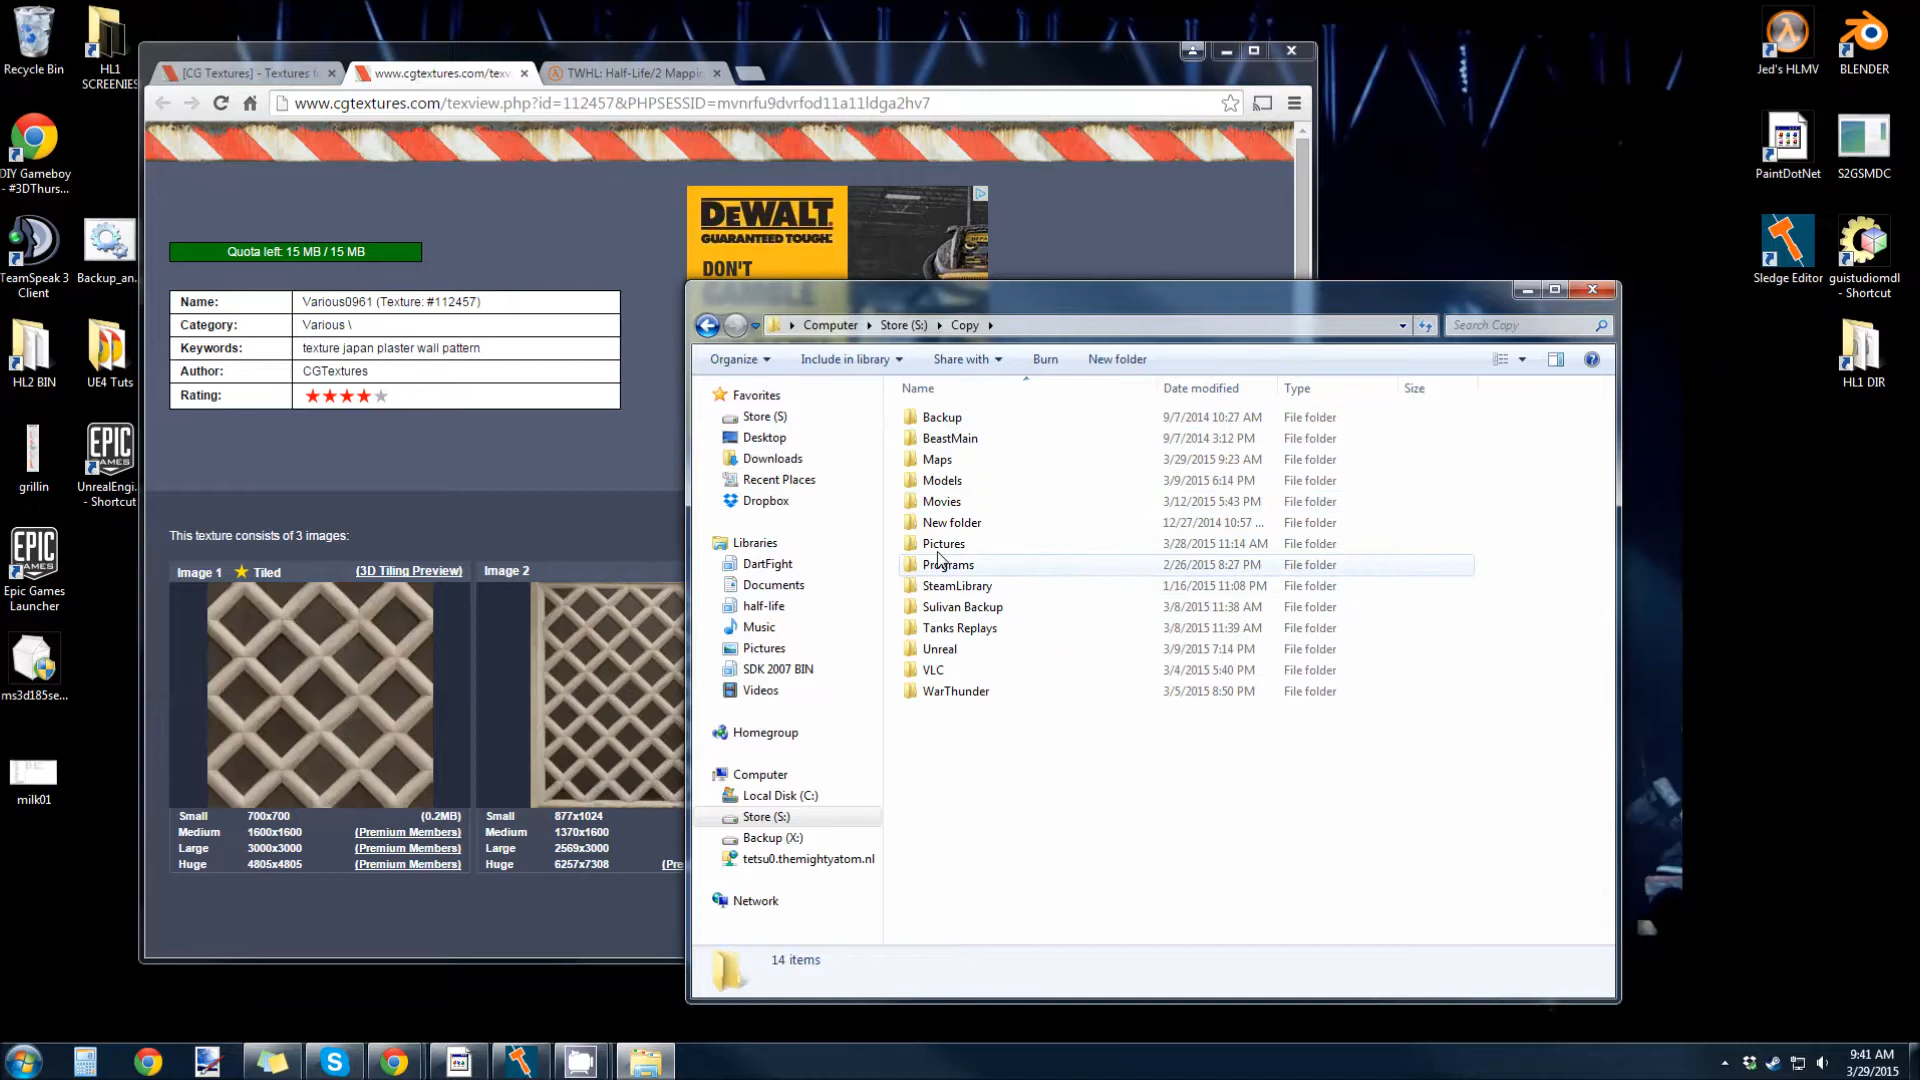 Recycle Bin
HL1 SCREENIES
DIY Gameboy - #3DThurs...
TeamSpeak 3 Client
Backup_an...
HL2 BIN
UE4 Tuts
EPIC GAMES
grillin
UnrealEngi... - Shortcut
EPIC GAMES
Epic Games Launcher
ms3d185se...
milk01
Jed's HLMV
BLENDER
PaintDotNet
S2GSMDC
Sledge Editor
guistudiomdl - Shortcut
HL1 DIR
[CG Textures] - Textures f
www.cgtextures.com/texv
TWHL: Half-Life/2 Mappin
www.cgtextures.com/texview.php?id=112457&PHPSESSID=mvnrfu9dvrfod11a11ldga2hv7
Quota left: 15 MB / 15 MB
DEWALT
GUARANTEED TOUGH.
DON'T
Name: Various0961 (Texture: #112457)
Category: Various \
Keywords: texture japan plaster wall pattern
Author: CGTextures
Rating:
This texture consists of 3 images:
Image 1 Tiled (3D Tiling Preview)
Small 700x700 (0.2MB)
Medium 1600x1600 (Premium Members)
Large 3000x3000 (Premium Members)
Huge 4805x4805 (Premium Members)
Image 2
Small 877x1024
Medium 1370x1600
Large 2569x3000
Huge 6257x7308 (Pre
Computer Store (S:) Copy
Search Copy
Organize Include in library Share with Burn New folder
Favorites
Store (S)
Desktop
Downloads
Recent Places
Dropbox
Libraries
DartFight
Documents
half-life
Music
Pictures
SDK 2007 BIN
Videos
Homegroup
Computer
Local Disk (C:)
Store (S:)
Backup (X:)
tetsu0.themightyatom.nl
Network
Name Date modified Type Size
Backup 9/7/2014 10:27 AM File folder
BeastMain 9/7/2014 3:12 PM File folder
Maps 3/29/2015 9:23 AM File folder
Models 3/9/2015 6:14 PM File folder
Movies 3/12/2015 5:43 PM File folder
New folder 12/27/2014 10:57 ... File folder
Pictures 3/28/2015 11:14 AM File folder
Programs 2/26/2015 8:27 PM File folder
SteamLibrary 1/16/2015 11:08 PM File folder
Sulivan Backup 3/8/2015 11:38 AM File folder
Tanks Replays 3/8/2015 11:39 AM File folder
Unreal 3/9/2015 7:14 PM File folder
VLC 3/4/2015 5:40 PM File folder
WarThunder 3/5/2015 8:50 PM File folder
14 items
9:41 AM
3/29/2015